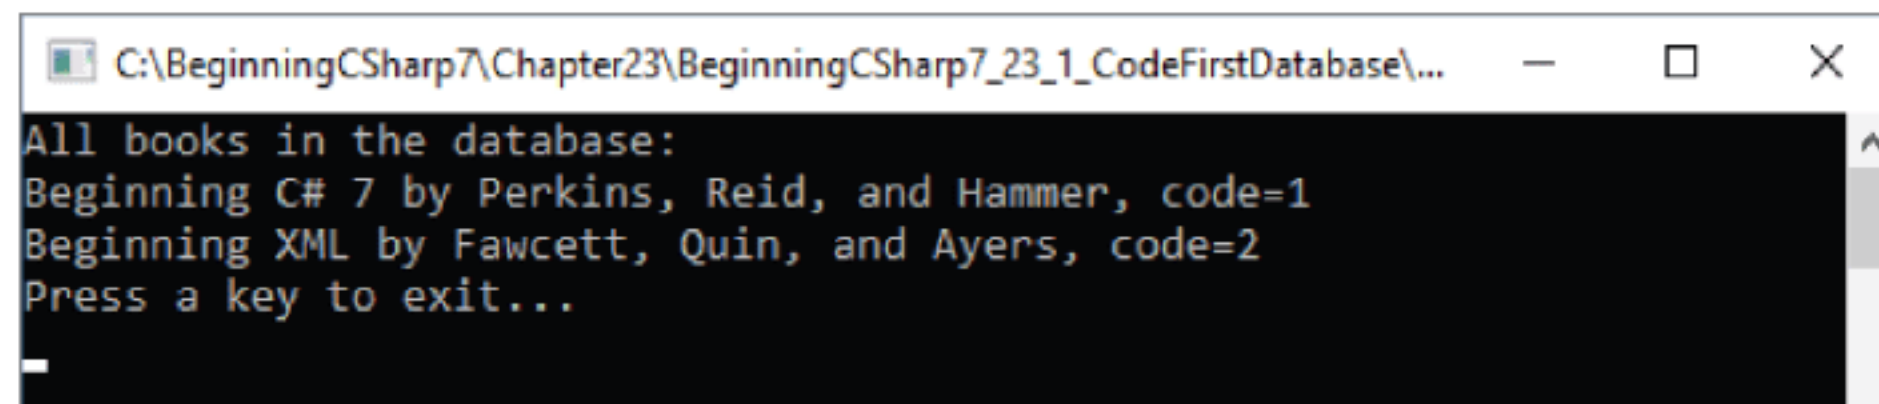 C:\BeginningCSharp7\Chapter23\BeginningCSharp7_23_1_CodeFirstDatabase\...
All books in the database:
Beginning C# 7 by Perkins, Reid, and Hammer, code=1
Beginning XML by Fawcett, Quin, and Ayers, code=2
Press a key to exit...